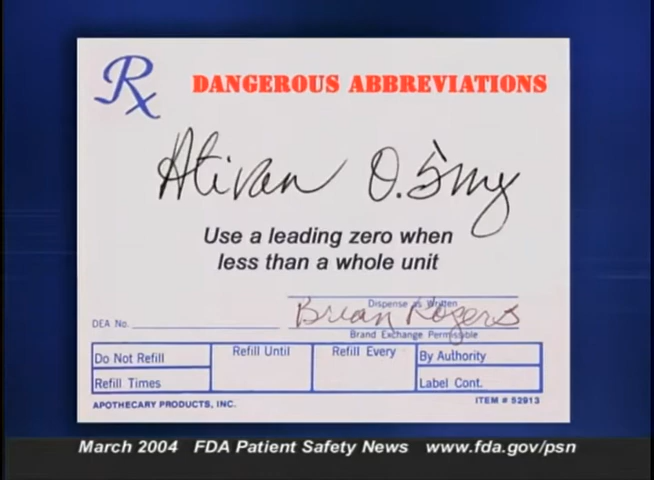 Rx DANGEROUS ABBREVIATIONS
Ativan 0.5mg
Use a leading zero when
less than a whole unit
Dispense as Written
Brian Rogers
DEA No.
Brand Exchange Permissible
Do Not Refill
Refill Until
Refill Every
By Authority
Refill Times
Label Cont.
APOTHECARY PRODUCTS, INC.
ITEM # 52913
March 2004 FDA Patient Safety News www.fda.gov/psn